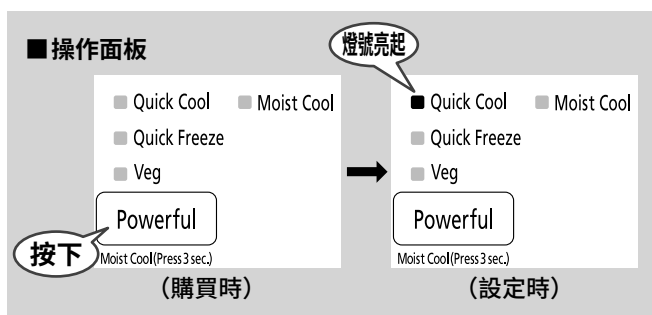 ■操作面板
燈號亮起
Quick Cool Moist Cool
Quick Freeze
Veg
Powerful
按下
Moist Cool(Press 3 sec.)
(購買時)
Quick Cool Moist Cool
Quick Freeze
Veg
Powerful
Moist Cool(Press 3 sec.)
(設定時)